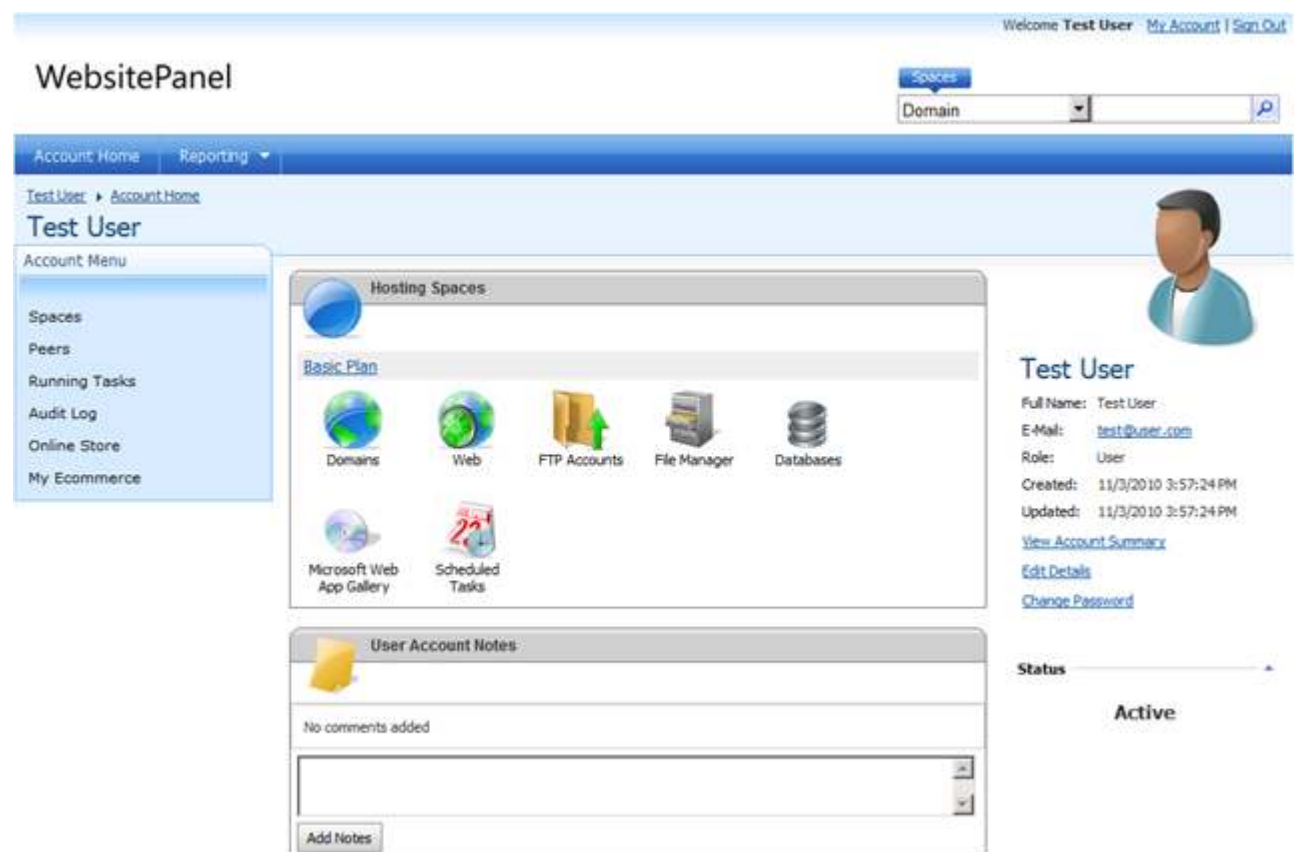 Welcome Test User My Account | Sign Out
WebsitePanel
Spaces
Domain
Account Home Reporting
Test User Account Home
Test User
Account Menu
Spaces
Peers
Running Tasks
Audit Log
Online Store
My Ecommerce
Hosting Spaces
Basic Plan
Domains Web FTP Accounts File Manager Databases
Microsoft Web App Gallery
Scheduled Tasks
User Account Notes
No comments added
Add Notes
Test User
Full Name: Test User
E-Mail: test@user.com
Role: User
Created: 11/3/2010 3:57:24 PM
Updated: 11/3/2010 3:57:24 PM
View Account Summary
Edit Details
Change Password
Status
Active